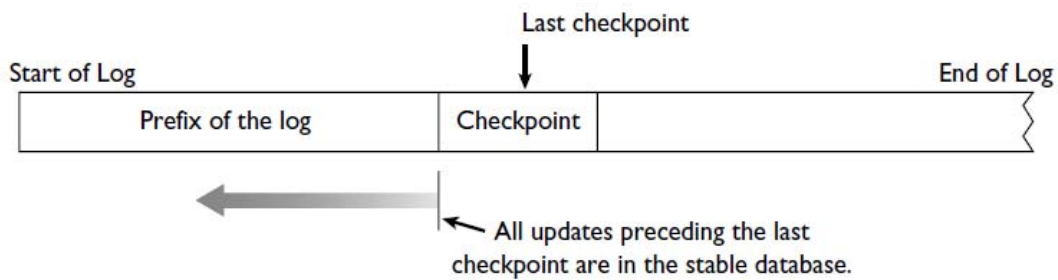 Last checkpoint
Start of Log
End of Log
Prefix of the log
Checkpoint
All updates preceding the last
checkpoint are in the stable database.